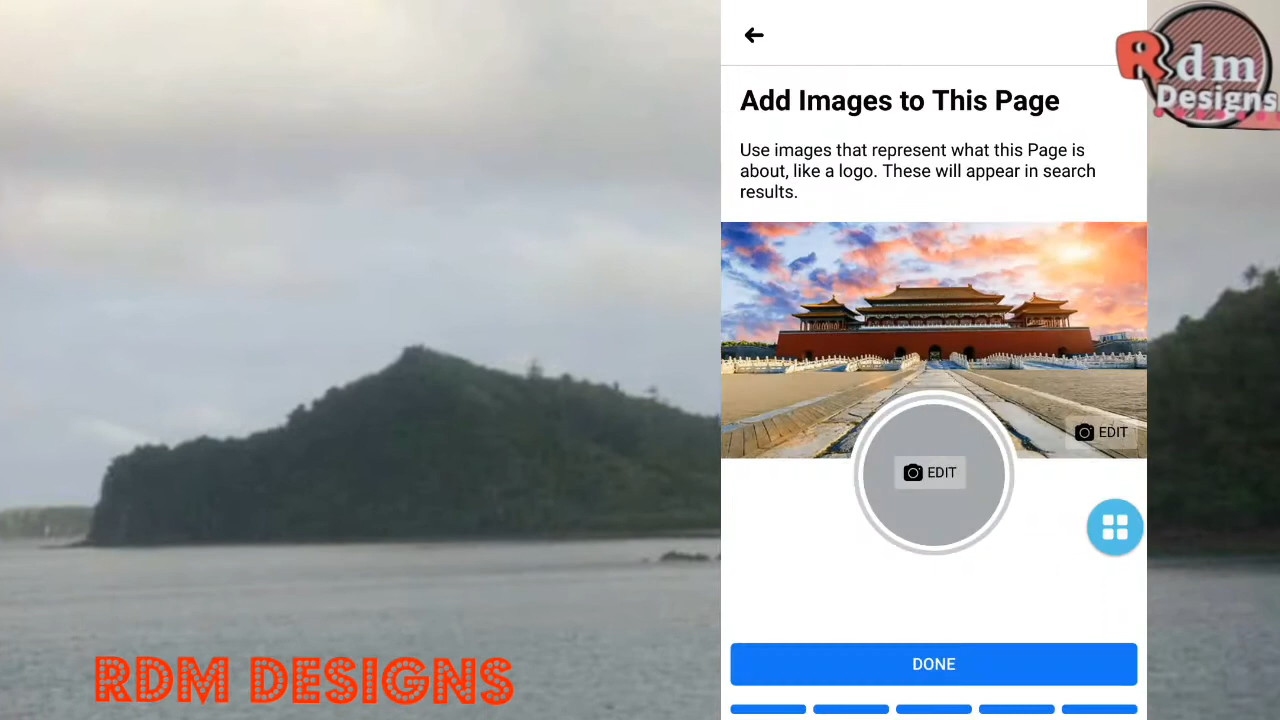 Add Images to This Page
Use images that represent what this Page is
about, like a logo. These will appear in search
results.
EDIT
EDIT
DONE
Rdm
Designs
RDM DESIGNS